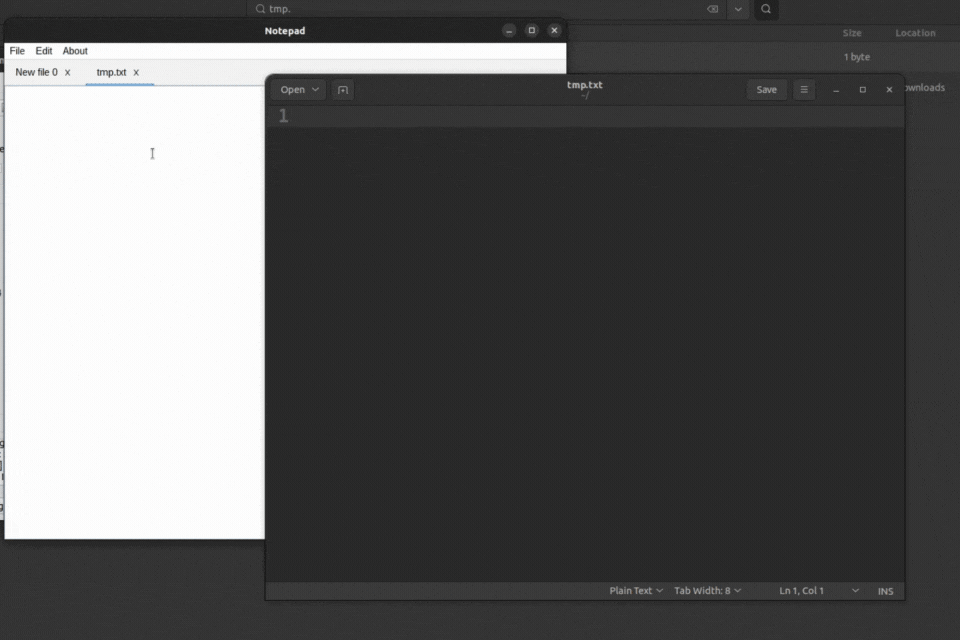 tmp.
Notepad
Size Location
File Edit About
1 byte
New file 0 x tmp.txt x
Open tmp.txt Save
~/
1
Plain Text Tab Width: 8 Ln 1, Col 1 INS